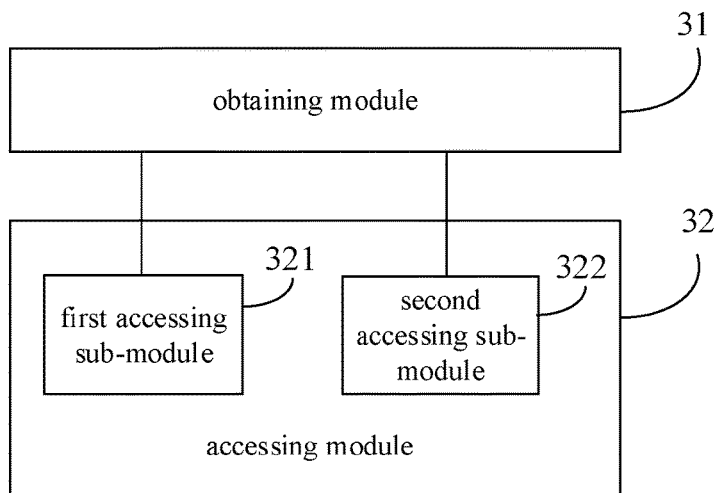 31
obtaining module
32
321
322
first accessing
sub-module
second
accessing sub-
module
accessing module